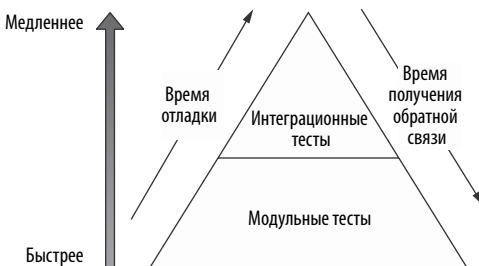 Медленнее
Время
отладки
Интеграционные
тесты
Время
получения
обратной
связи
Модульные тесты
Быстрее